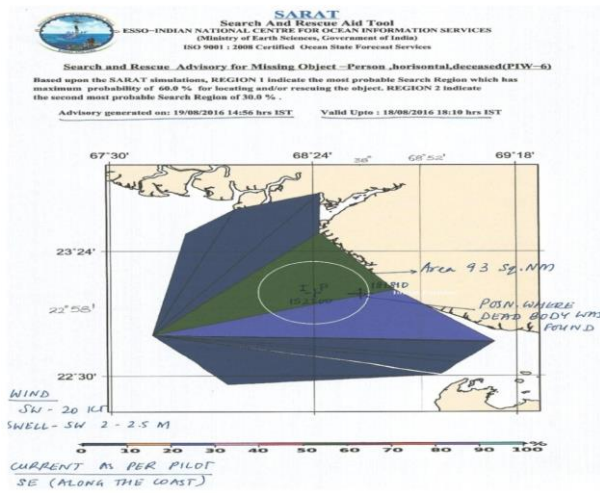 SARAT
Search And Rescue Aid Tool
ESSO-INDIAN NATIONAL CENTRE FOR OCEAN INFORMATION SERVICES
(Ministry of Earth Sciences, Government of India)
ISO 9001 : 2008 Certified Ocean State Forecast Services
Search and Rescue Advisory for Missing Object -Person ,horisontal,deceased(PIW-6)
Based upon the SARAT simulations, REGION 1 indicate the most probable Search Region which has
maximum probability of 60.0 % for locating and/or rescuing the object. REGION 2 indicate
the second most probable Search Region of 30.0 % .
Advisory generated on: 19/08/2016 14:56 hrs IST Valid Upto : 18/08/2016 18:10 hrs IST
67°30' 68°24' 68°52' 69°18'
23°24'
Area 93 Sq.NM
22°58'
POSN. WHERE
DEAD BODY WAS
FOUND
22°30'
WIND
SW - 20 KT
SWELL - SW 2 - 2.5 M
0 10 20 30 40 50 60 70 80 90 100 %
CURRENT AS PER PILOT
SE (ALONG THE COAST)